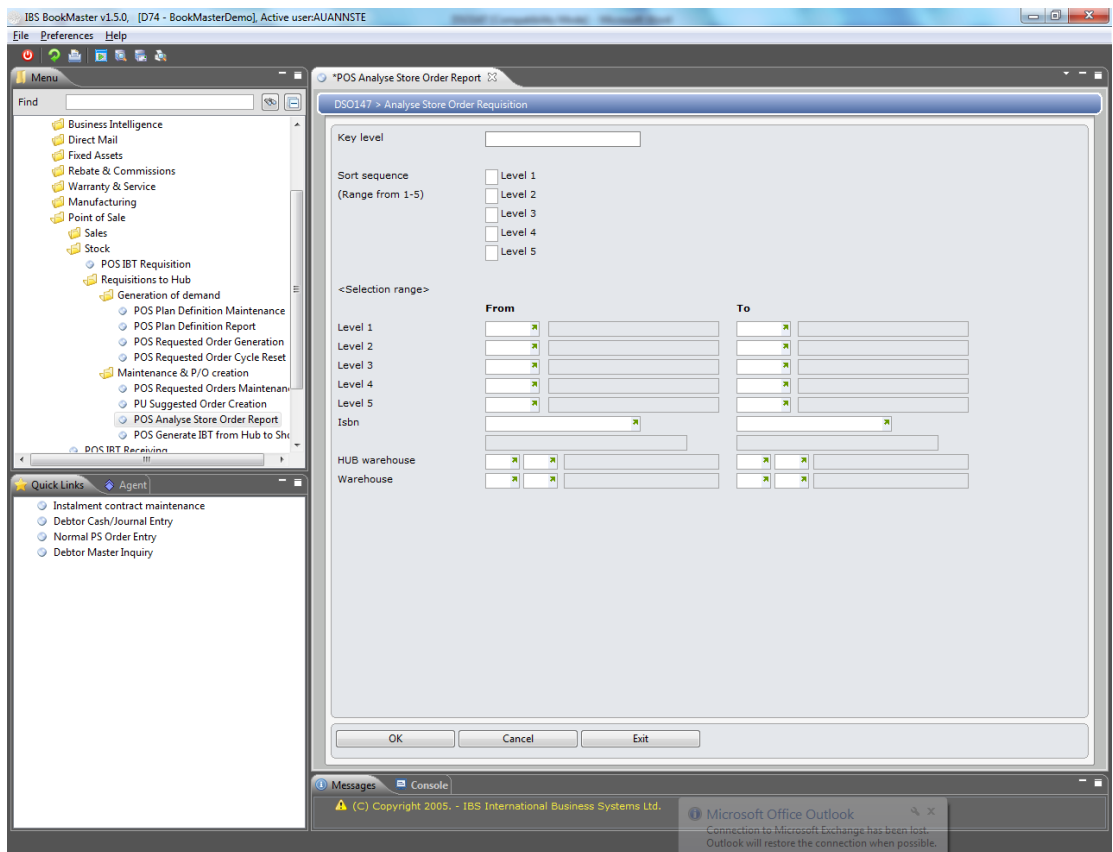 IBS BookMaster v1.5.0, [D74 - BookMasterDemo], Active user:AUANNSTE
File Preferences Help
Menu
Find
Business Intelligence
Direct Mail
Fixed Assets
Rebate & Commissions
Warranty & Service
Manufacturing
Point of Sale
Sales
Stock
POS IBT Requisition
Requisitions to Hub
Generation of demand
POS Plan Definition Maintenance
POS Plan Definition Report
POS Requested Order Generation
POS Requested Order Cycle Reset
Maintenance & P/O creation
POS Requested Orders Maintenan
PU Suggested Order Creation
POS Analyse Store Order Report
POS Generate IBT from Hub to Sho
POS IBT Receiving
Quick Links Agent
Instalment contract maintenance
Debtor Cash/Journal Entry
Normal PS Order Entry
Debtor Master Inquiry
*POS Analyse Store Order Report
DSO147 > Analyse Store Order Requisition
Key level
Sort sequence Level 1
(Range from 1-5) Level 2
Level 3
Level 4
Level 5
<Selection range>
From To
Level 1
Level 2
Level 3
Level 4
Level 5
Isbn
HUB warehouse
Warehouse
OK Cancel Exit
Messages Console
(C) Copyright 2005. - IBS International Business Systems Ltd.
Microsoft Office Outlook
Connection to Microsoft Exchange has been lost.
Outlook will restore the connection when possible.